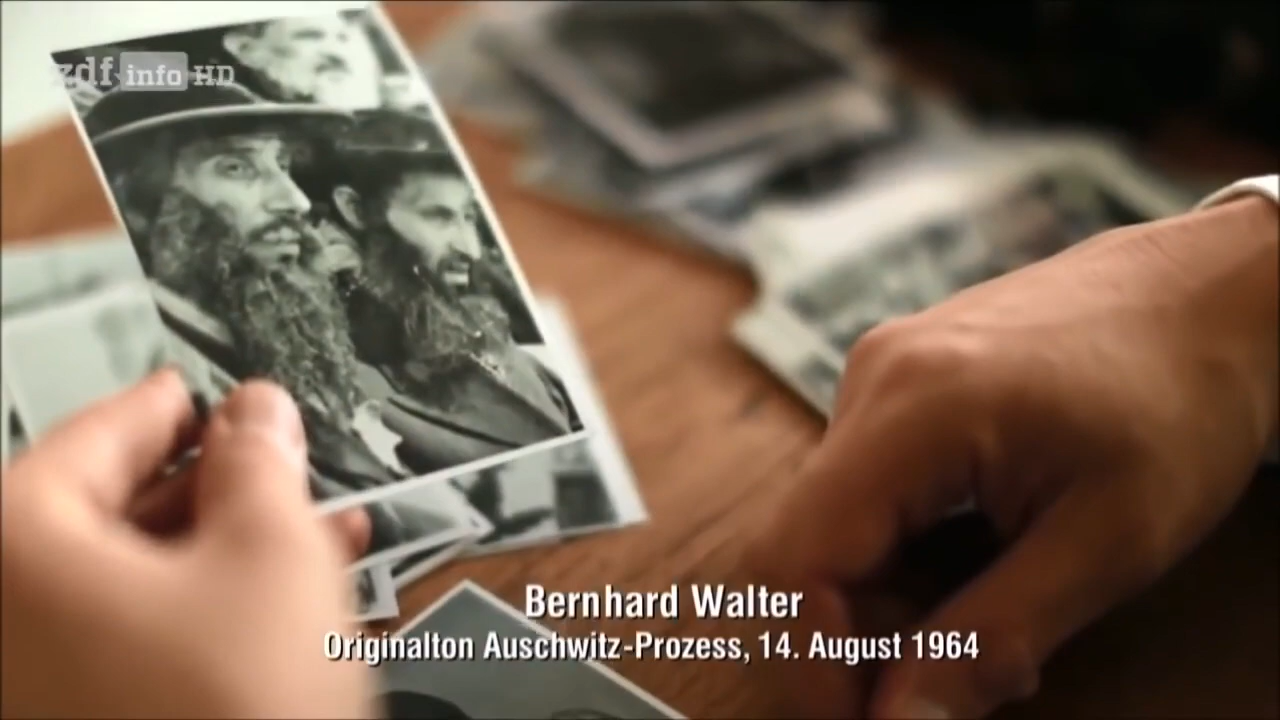 zdf info HD
Bernhard Walter
Originalton Auschwitz-Prozess, 14. August 1964